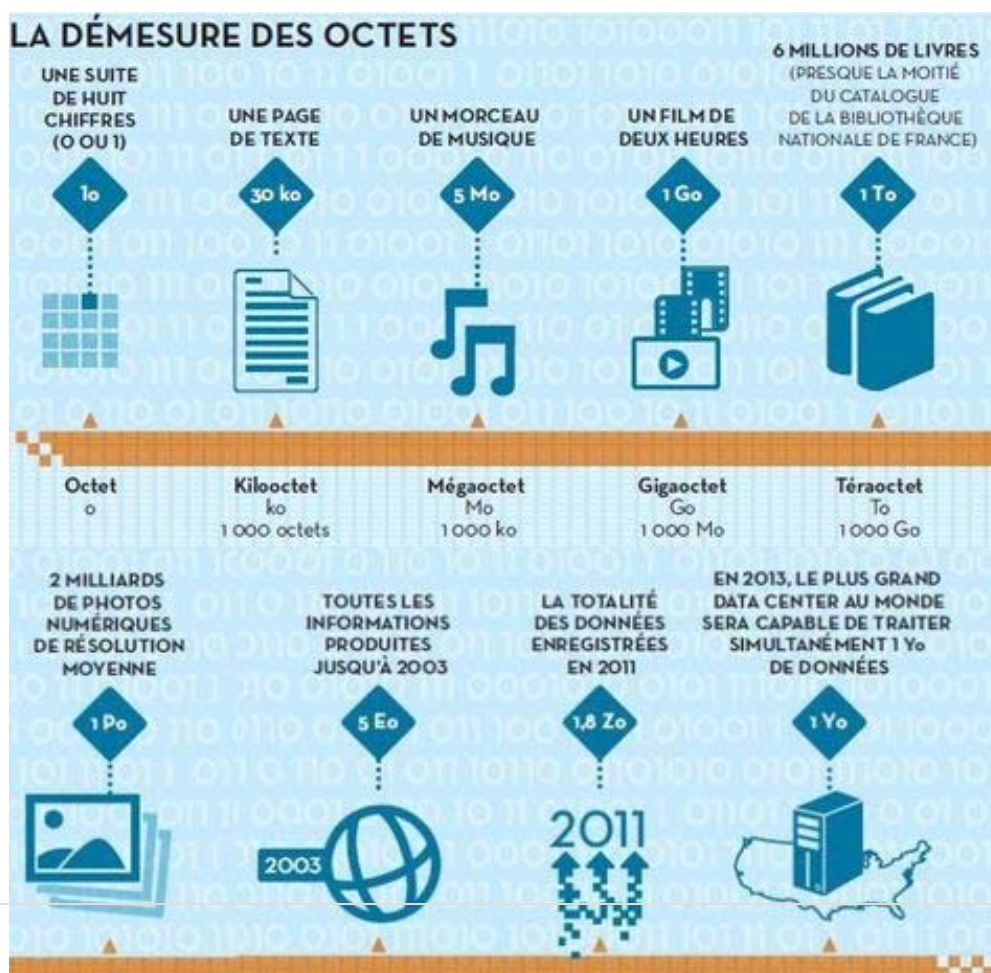 LA DÉMESURE DES OCTETS
UNE SUITE
DE HUIT
CHIFFRES
(0 OU 1)
1o
UNE PAGE
DE TEXTE
30 ko
UN MORCEAU
DE MUSIQUE
5 Mo
UN FILM DE
DEUX HEURES
1 Go
6 MILLIONS DE LIVRES
(PRESQUE LA MOITIÉ
DU CATALOGUE
DE LA BIBLIOTHÈQUE
NATIONALE DE FRANCE)
1 To
Octet
o
Kilooctet
ko
1 000 octets
Mégaoctet
Mo
1 000 ko
Gigaoctet
Go
1 000 Mo
Téraoctet
To
1 000 Go
2 MILLIARDS
DE PHOTOS
NUMÉRIQUES
DE RÉSOLUTION
MOYENNE
1 Po
TOUTES LES
INFORMATIONS
PRODUITES
JUSQU'À 2003
5 Eo
2003
LA TOTALITÉ
DES DONNÉES
ENREGISTRÉES
EN 2011
1,8 Zo
2011
EN 2013, LE PLUS GRAND
DATA CENTER AU MONDE
SERA CAPABLE DE TRAITER
SIMULTANÉMENT 1 Yo
DE DONNÉES
1 Yo